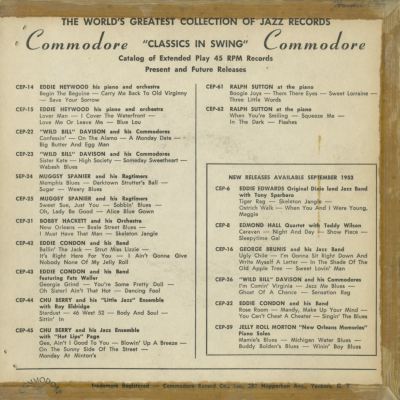 THE WORLD'S GREATEST COLLECTION OF JAZZ RECORDS
Commodore "CLASSICS IN SWING" Commodore
Catalog of Extended Play 45 RPM Records
Present and Future Releases
CEP-14 EDDIE HEYWOOD his piano and orchestra
Begin The Beguine — Carry Me Back To Old Virginny
— Save Your Sorrow
CEP-15 EDDIE HEYWOOD his piano and orchestra
Lover Man — I Cover The Waterfront —
Love Me Or Leave Me — Blue Lou
CEP-22 "WILD BILL" DAVISON and his Commodores
Confessin' — On The Alamo — A Monday Date
Big Butter And Egg Man
CEP-23 "WILD BILL" DAVISON and his Commodores
Sister Kate — High Society — Someday Sweetheart —
Wabash Blues
SEP-24 MUGGSY SPANIER and his Ragtimers
Memphis Blues — Darktown Strutter's Ball —
Sugar — Weary Blues
CEP-25 MUGGSY SPANIER and his Ragtimers
Sweet Sue, Just You — Sobbin' Blues —
Oh, Lady Be Good — Alice Blue Gown
CEP-31 BOBBY HACKETT and his Orchestra
New Orleans — Beale Street Blues —
I Must Have That Man — Skeleton Jangle
CEP-42 EDDIE CONDON and his Band
Ballin' The Jack — Strut Miss Lizzie —
It's Right Here For You — I Ain't Gonna Give
Nobody None Of My Jelly Roll
CEP-43 EDDIE CONDON and his Band
Featuring Fats Waller
Georgia Grind — You're Some Pretty Doll —
Oh Sister! Ain't That Hot — Dancing Fool
CEP-44 CHU BERRY and his "Little Jazz" Ensemble
with Roy Eldridge
Stardust — 46 West 52 — Body And Soul —
Sittin' In
CEP-45 CHU BERRY and his Jazz Ensemble
with "Hot Lips" Page
Gee, Ain't I Good To You — Blowin' Up A Breeze —
On The Sunny Side Of The Street —
Monday At Minton's
CEP-61 RALPH SUTTON at the piano
Boogie Joys — Thars There Eyes — Sweet Lorraine —
Three Little Words
CEP-62 RALPH SUTTON at the piano
When You're Smiling — Squeeze Me —
In The Dark — Flashes
NEW RELEASES AVAILABLE SEPTEMBER 1953
CEP-6 EDDIE EDWARDS Original Dixie land Jazz Band
with Tony Sparbaro
Tiger Rag — Skeleton Jangle —
Ostrich Walk — When You And I Were Young,
Maggie
CEP-8 EDMOND HALL Quartet with Teddy Wilson
Caravan — Night And Day — Show Piece —
Sleepytime Gal
CEP-16 GEORGE BRUNIS and his Jazz Band
Ugly Chile — I'm Gonna Sit Right Down And
Write Myself A Letter — In The Shade Of The
Old Apple Tree — Sweet Lovin' Man
CEP-26 "WILD BILL" DAVISON and his Commodores
I'm Comin' Virginia — Jazz Me Blues —
Ghost Of A Chance — Sensation Rag
CEP-32 EDDIE CONDON and his Band
Rose Room — Mandy, Make Up Your Mind —
You Can't Cheat A Cheater — Singin' The Blues
CEP-59 JELLY ROLL MORTON "New Orleans Memories"
Piano Solos
Mamie's Blues — Michigan Water Blues —
Buddy Bolden's Blues — Winin' Boy Blues
COMMODORE
Trademark Registered — Commodore Record Co., Inc., Yonkers, N. Y.